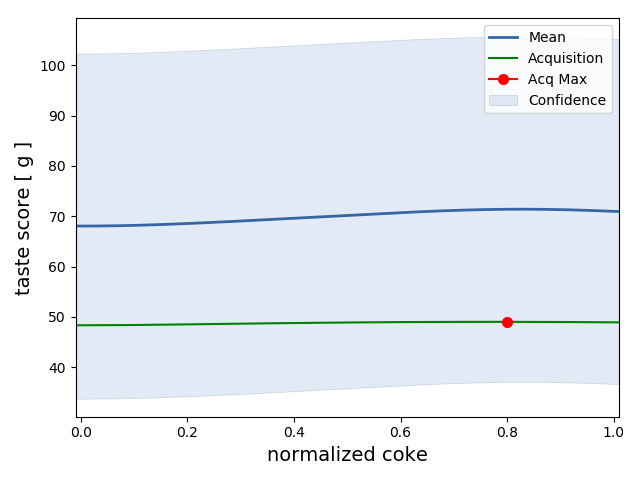 Mean
Acquisition
Acq Max
Confidence
taste score [ g ]
100
90
80
70
60
50
40
0.0 0.2 0.4 0.6 0.8 1.0
normalized coke